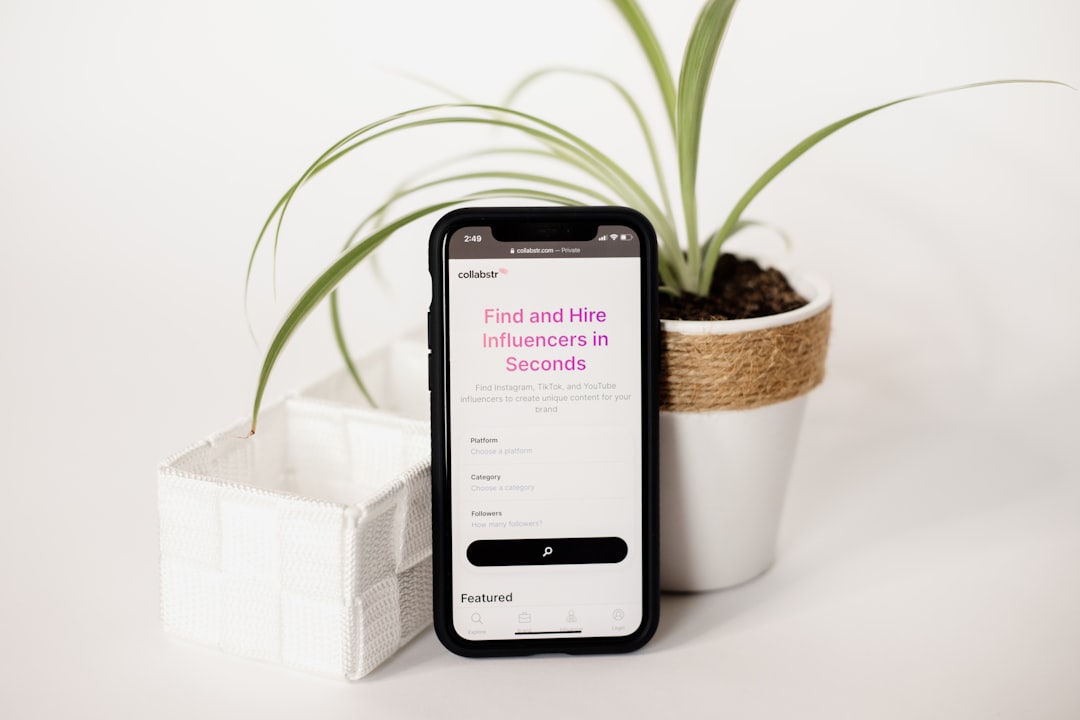 2:49
collabstr.com — Private
collabstr
Find and Hire
Influencers in
Seconds
Find Instagram, TikTok, and YouTube
influencers to create unique content for your
brand
Platform
Choose a platform
Category
Choose a category
Followers
How many followers?
Featured
Explore
Login